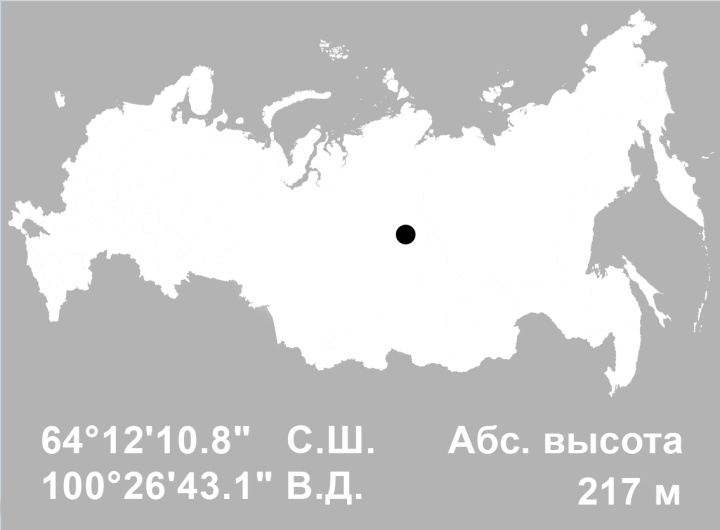 64°12'10.8" С.Ш. Абс. высота
100°26'43.1" В.Д. 217 м